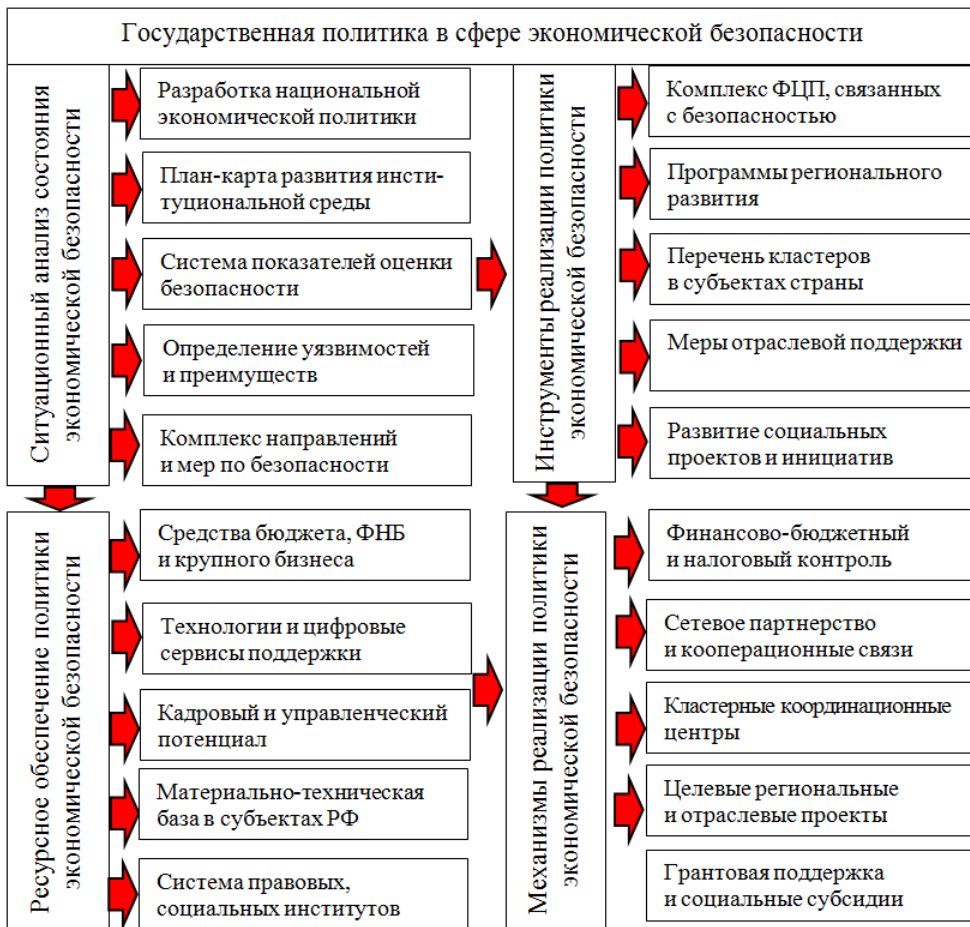 Государственная политика в сфере экономической безопасности
Ситуационный анализ состояния
экономической безопасности
Разработка национальной
экономической политики
План-карта развития инсти-
туциональной среды
Система показателей оценки
безопасности
Определение уязвимостей
и преимуществ
Комплекс направлений
и мер по безопасности
Инструменты реализации политики
экономической безопасности
Комплекс ФЦП, связанных
с безопасностью
Программы регионального
развития
Перечень кластеров
в субъектах страны
Меры отраслевой поддержки
Развитие социальных
проектов и инициатив
Ресурсное обеспечение политики
экономической безопасности
Средства бюджета, ФНБ
и крупного бизнеса
Технологии и цифровые
сервисы поддержки
Кадровый и управленческий
потенциал
Материально-техническая
база в субъектах РФ
Система правовых,
социальных институтов
Механизмы реализации политики
экономической безопасности
Финансово-бюджетный
и налоговый контроль
Сетевое партнерство
и кооперационные связи
Кластерные координационные
центры
Целевые региональные
и отраслевые проекты
Грантовая поддержка
и социальные субсидии